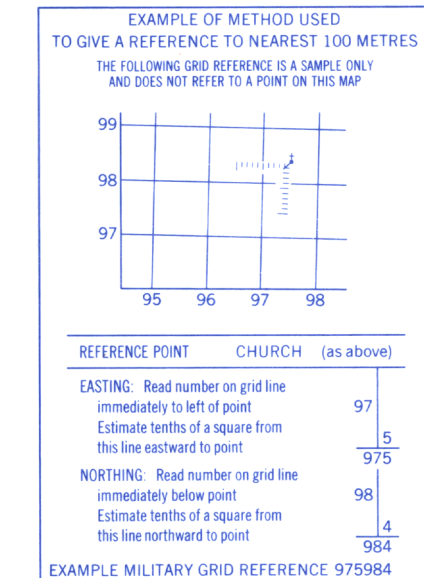 EXAMPLE OF METHOD USED
TO GIVE A REFERENCE TO NEAREST 100 METRES
THE FOLLOWING GRID REFERENCE IS A SAMPLE ONLY
AND DOES NOT REFER TO A POINT ON THIS MAP
99
98
97
95 96 97 98
REFERENCE POINT CHURCH (as above)
EASTING: Read number on grid line
immediately to left of point 97
Estimate tenths of a square from
this line eastward to point 5
975
NORTHING: Read number on grid line
immediately below point 98
Estimate tenths of a square from
this line northward to point 4
984
EXAMPLE MILITARY GRID REFERENCE 975984